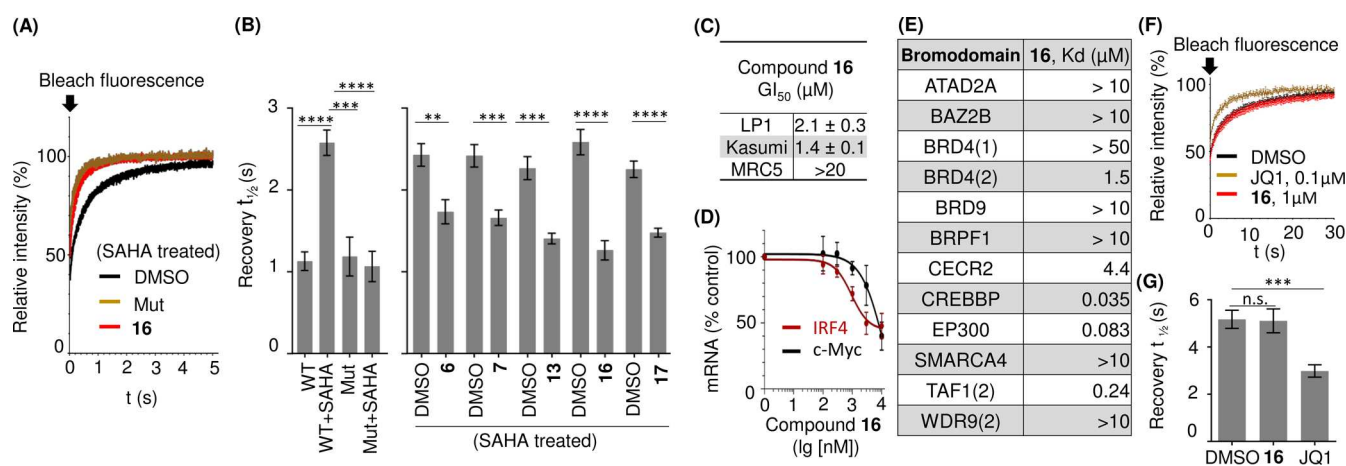 (A)
Bleach fluorescence
Relative intensity (%)
100
50
0
(SAHA treated)
DMSO
Mut
16
0 1 2 3 4 5
t (s)
(B)
Recovery t½ (s)
3
2
1
0
****
****
***
****
WT
WT+SAHA
Mut
Mut+SAHA
** *** *** **** ****
DMSO
6
DMSO
7
DMSO
13
DMSO
16
DMSO
17
(SAHA treated)
(C)
Compound 16
GI50 (µM)
LP1 2.1 ± 0.3
Kasumi 1.4 ± 0.1
MRC5 >20
(D)
mRNA (% control)
100
50
0
IRF4
c-Myc
0 1 2 3 4
Compound 16
(lg [nM])
(E)
Bromodomain 16, Kd (µM)
ATAD2A > 10
BAZ2B > 10
BRD4(1) > 50
BRD4(2) 1.5
BRD9 > 10
BRPF1 > 10
CECR2 4.4
CREBBP 0.035
EP300 0.083
SMARCA4 >10
TAF1(2) 0.24
WDR9(2) >10
(F)
Bleach fluorescence
Relative intensity (%)
100
50
0
DMSO
JQ1, 0.1µM
16, 1µM
0 10 20 30
t (s)
(G)
Recovery t ½ (s)
6
4
2
0
***
n.s.
DMSO 16 JQ1